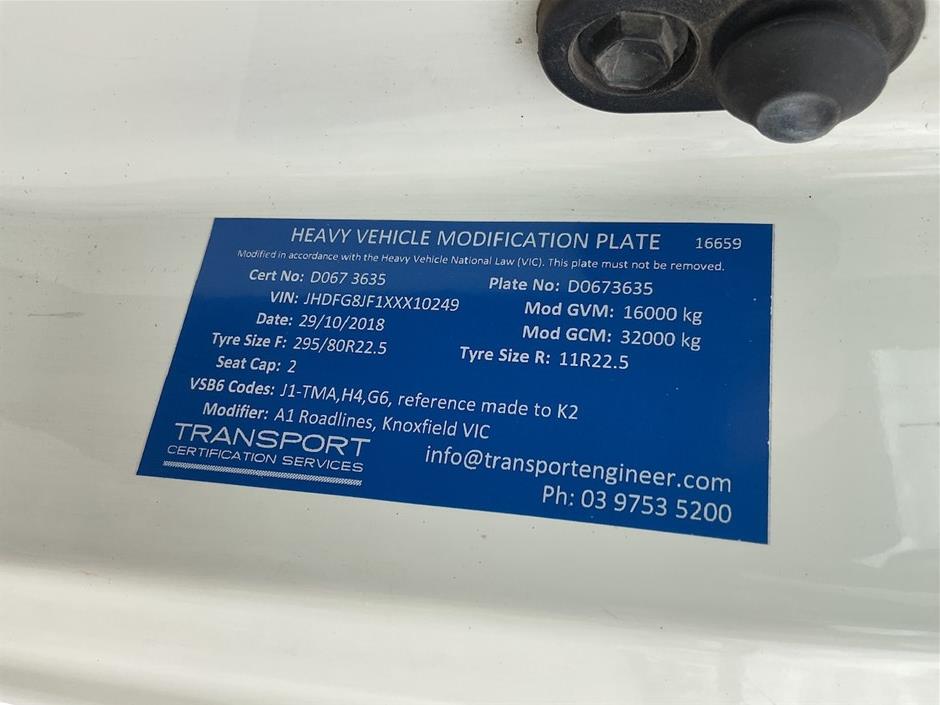 HEAVY VEHICLE MODIFICATION PLATE 16659
Modified in accordance with the Heavy Vehicle National Law (VIC). This plate must not be removed.
Cert No: D067 3635 Plate No: D0673635
VIN: JHDFG8JF1XXX10249 Mod GVM: 16000 kg
Date: 29/10/2018 Mod GCM: 32000 kg
Tyre Size F: 295/80R22.5 Tyre Size R: 11R22.5
Seat Cap: 2
VSB6 Codes: J1-TMA,H4,G6, reference made to K2
Modifier: A1 Roadlines, Knoxfield VIC
TRANSPORT
CERTIFICATION SERVICES
info@transportengineer.com
Ph: 03 9753 5200